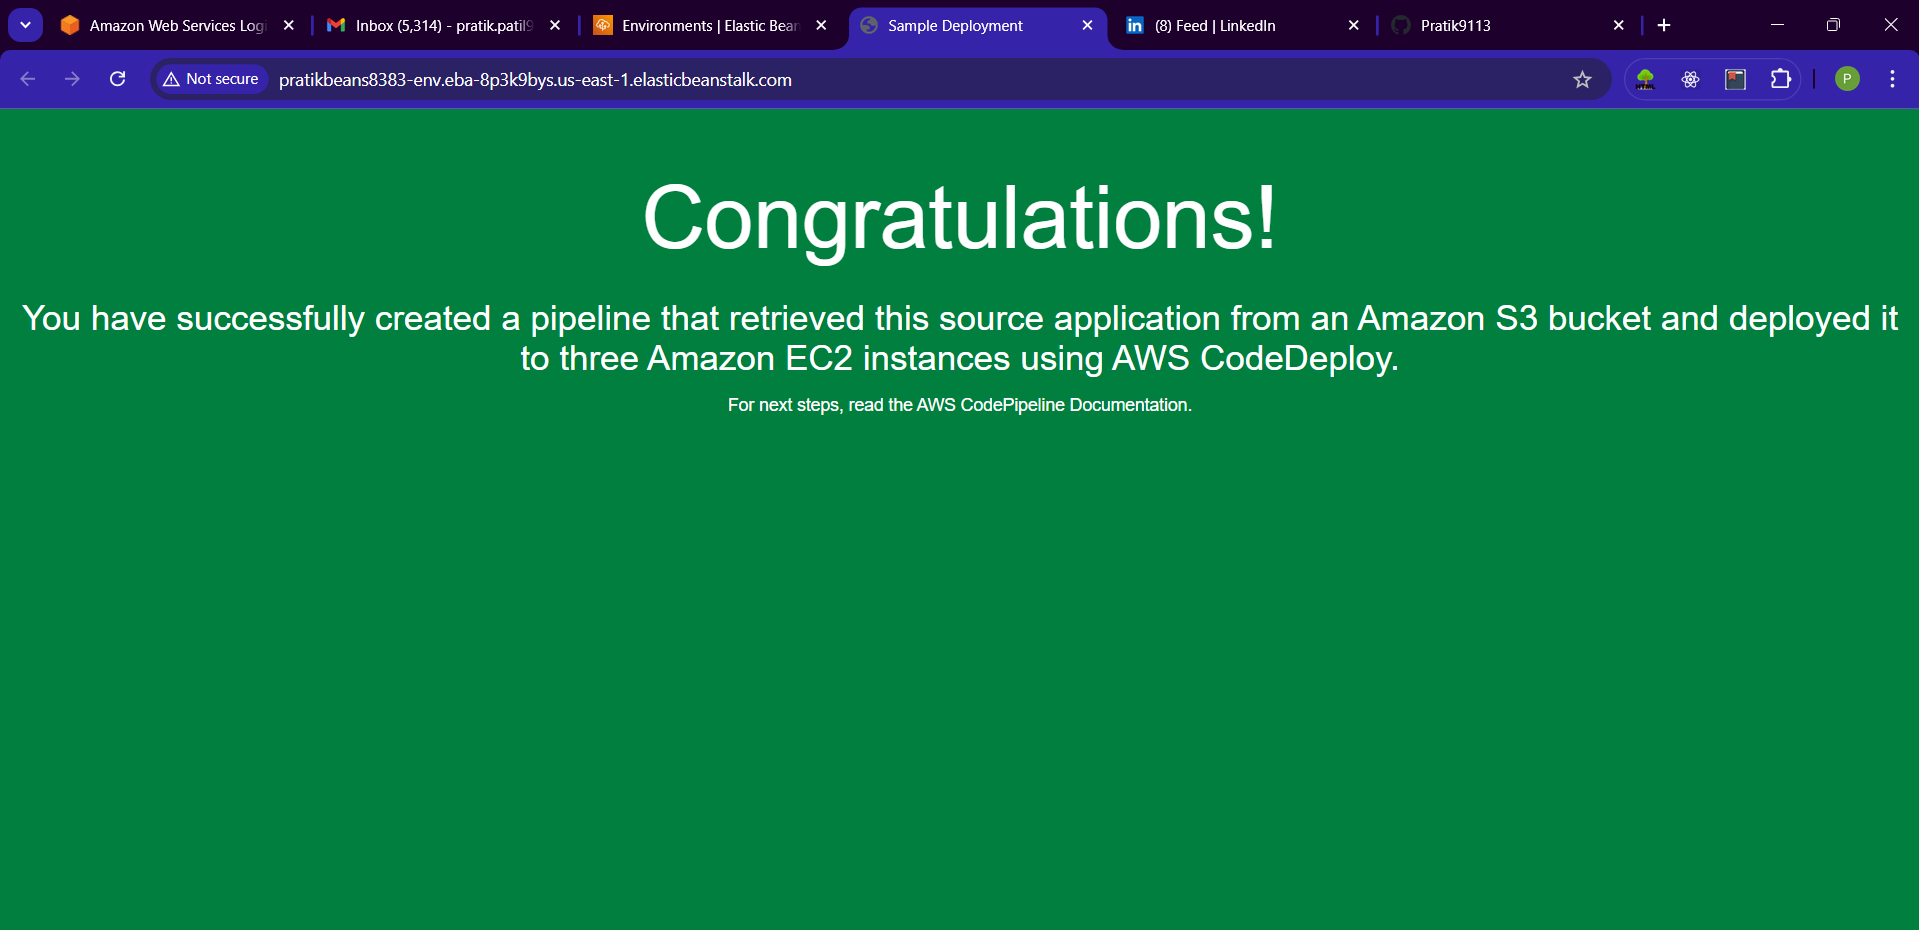 Amazon Web Services Logi
Inbox (5,314) - pratik.patil9
Environments | Elastic Bean
Sample Deployment
(8) Feed | LinkedIn
Pratik9113
Not secure
pratikbeans8383-env.eba-8p3k9bys.us-east-1.elasticbeanstalk.com
P
Congratulations!
You have successfully created a pipeline that retrieved this source application from an Amazon S3 bucket and deployed it
to three Amazon EC2 instances using AWS CodeDeploy.
For next steps, read the AWS CodePipeline Documentation.